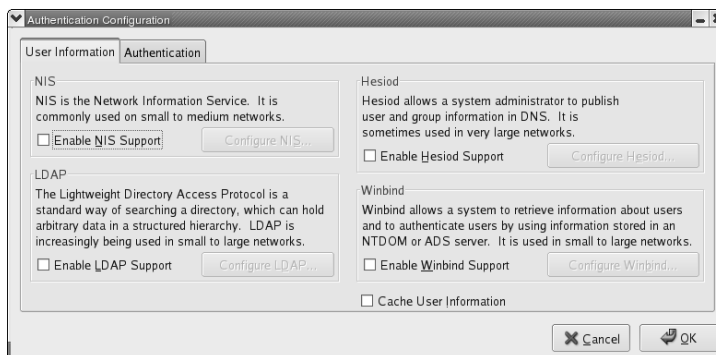 Authentication Configuration
User Information
Authentication
NIS
NIS is the Network Information Service. It is
commonly used on small to medium networks.
Enable NIS Support
Configure NIS...
LDAP
The Lightweight Directory Access Protocol is a
standard way of searching a directory, which can hold
arbitrary data in a structured hierarchy. LDAP is
increasingly being used in small to large networks.
Enable LDAP Support
Configure LDAP...
Hesiod
Hesiod allows a system administrator to publish
user and group information in DNS. It is
sometimes used in very large networks.
Enable Hesiod Support
Configure Hesiod...
Winbind
Winbind allows a system to retrieve information about users
and to authenticate users by using information stored in an
NTDOM or ADS server. It is used in small to large networks.
Enable Winbind Support
Configure Winbind...
Cache User Information
Cancel
OK